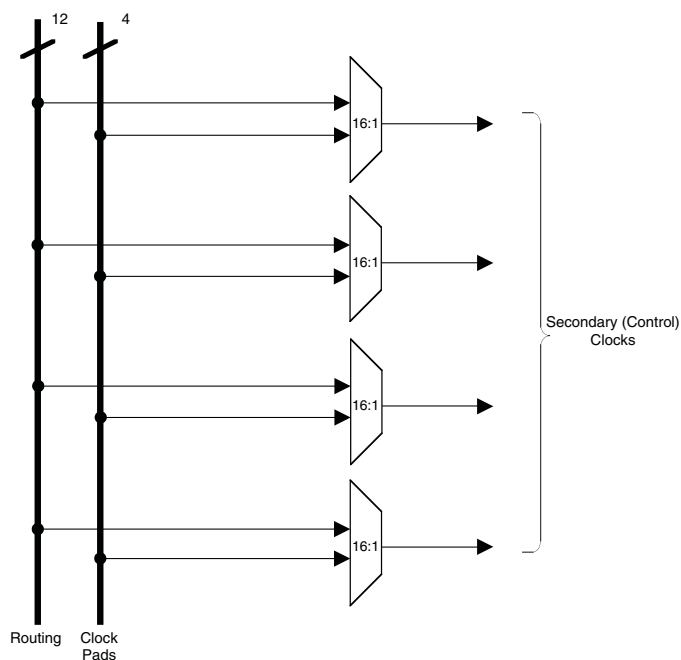 12
4
16:1
16:1
16:1
16:1
Secondary (Control)
Clocks
Routing
Clock
Pads